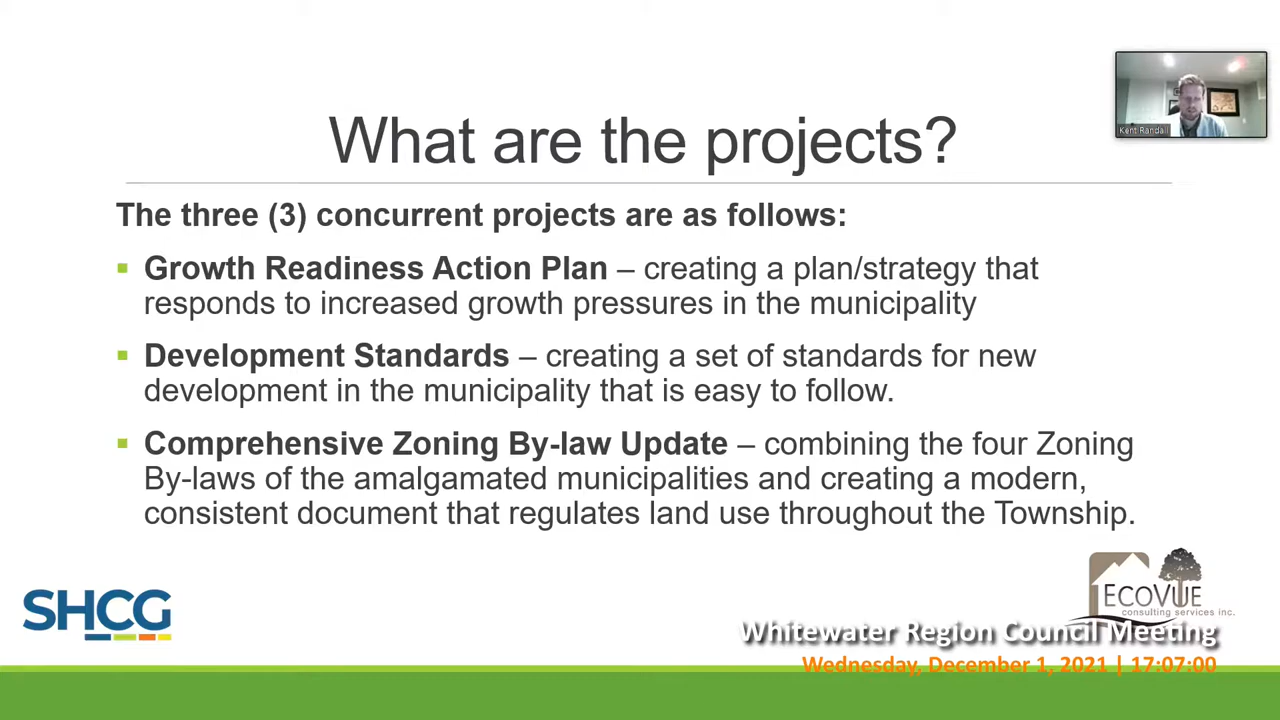 What are the projects?
Kent Randall
The three (3) concurrent projects are as follows:
▪ Growth Readiness Action Plan – creating a plan/strategy that
responds to increased growth pressures in the municipality
▪ Development Standards – creating a set of standards for new
development in the municipality that is easy to follow.
▪ Comprehensive Zoning By-law Update – combining the four Zoning
By-laws of the amalgamated municipalities and creating a modern,
consistent document that regulates land use throughout the Township.
SHCG
ECOVUE
consulting services inc.
Whitewater Region Council Meeting
Wednesday, December 1, 2021 | 17:07:00